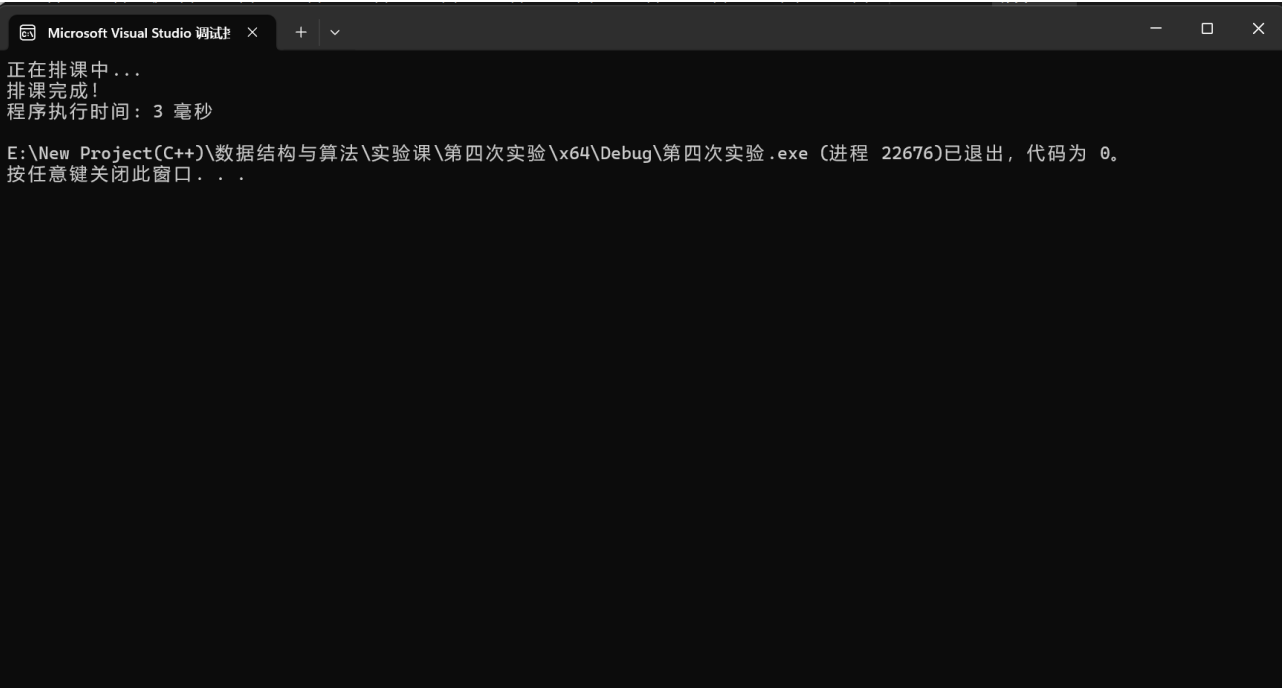 Microsoft Visual Studio 调试
正在排课中...
排课完成!
程序执行时间: 3 毫秒
E:\New Project(C++)\数据结构与算法\实验课\第四次实验\x64\Debug\第四次实验.exe (进程 22676)已退出, 代码为 0。
按任意键关闭此窗口. . .